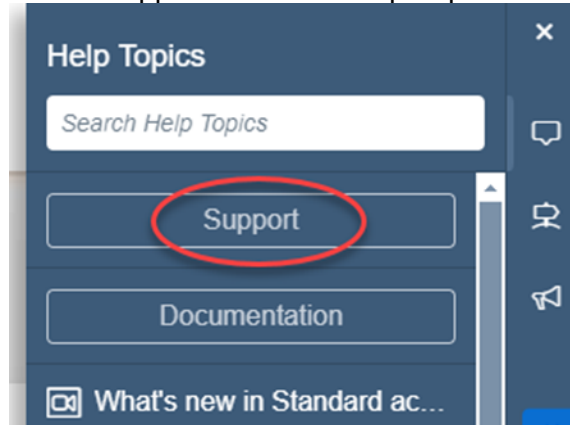 Help Topics
Search Help Topics
Support
Documentation
What's new in Standard ac...